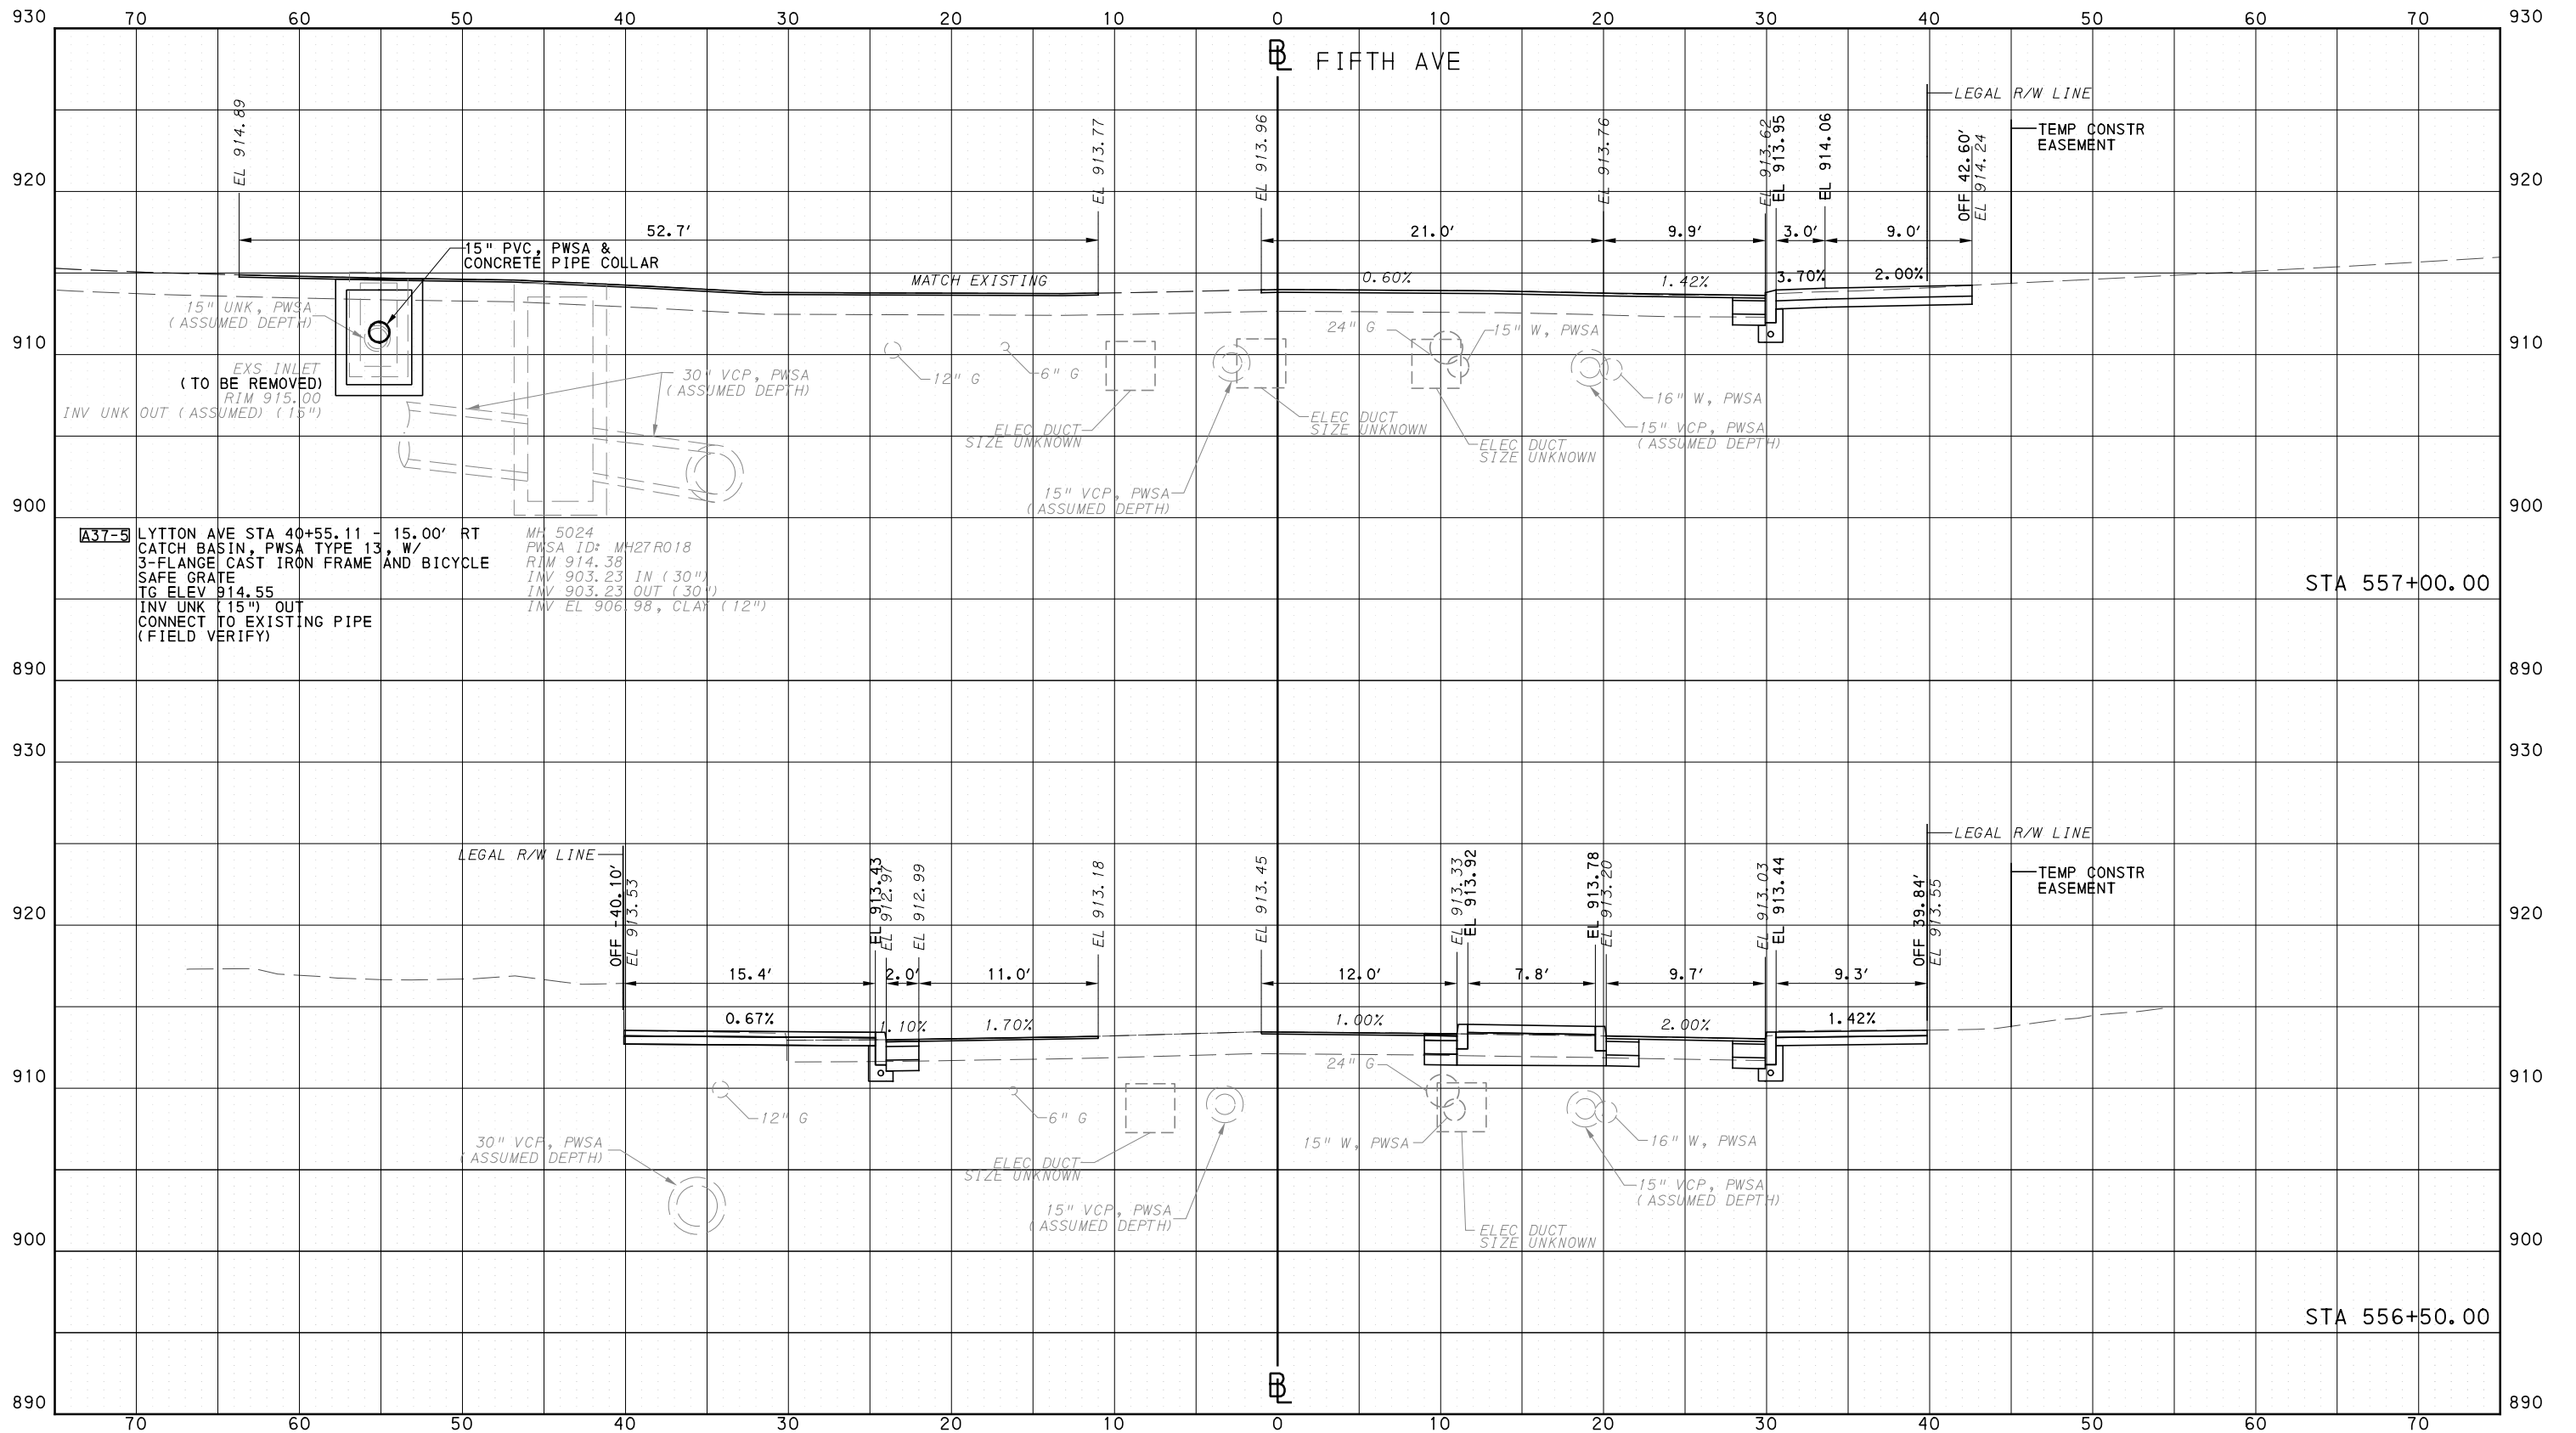 930 70 60 50 40 30 20 10 0 10 20 30 40 50 60 70 930
BL FIFTH AVE
LEGAL R/W LINE
TEMP CONSTR
EASEMENT
EL 914.89
EL 913.77
EL 913.96
EL 913.76
EL 913.62
EL 913.95
EL 914.06
OFF 42.60'
EL 914.24
920 920
52.7' 21.0' 9.9' 3.0' 9.0'
15" PVC, PWSA &
CONCRETE PIPE COLLAR
MATCH EXISTING 0.60% 1.42% 3.70% 2.00%
15" UNK, PWSA
(ASSUMED DEPTH)
24" G
15" W, PWSA
910 910
EXS INLET
(TO BE REMOVED)
RIM 915.00
INV UNK OUT (ASSUMED) (15")
30" VCP, PWSA
(ASSUMED DEPTH)
12" G
6" G
ELEC DUCT
SIZE UNKNOWN
ELEC DUCT
SIZE UNKNOWN
ELEC DUCT
SIZE UNKNOWN
16" W, PWSA
15" VCP, PWSA
(ASSUMED DEPTH)
15" VCP, PWSA
(ASSUMED DEPTH)
900 900
A37-5 LYTTON AVE STA 40+55.11 - 15.00' RT
CATCH BASIN, PWSA TYPE 13, W/
3-FLANGE CAST IRON FRAME AND BICYCLE
SAFE GRATE
TG ELEV 914.55
INV UNK (15") OUT
CONNECT TO EXISTING PIPE
(FIELD VERIFY)
MH 5024
PWSA ID: MH27R018
RIM 914.38
INV 903.23 IN (30")
INV 903.23 OUT (30")
INV EL 906.98, CLAY (12")
STA 557+00.00
890 890
930 930
LEGAL R/W LINE
LEGAL R/W LINE
TEMP CONSTR
EASEMENT
OFF -40.10'
EL 913.53
EL 913.43
EL 912.97
EL 912.99
EL 913.18
EL 913.45
EL 913.33
EL 913.92
EL 913.78
EL 913.20
EL 913.03
EL 913.44
OFF 39.84'
EL 913.55
920 920
15.4' 2.0' 11.0' 12.0' 7.8' 9.7' 9.3'
0.67% 1.10% 1.70% 1.00% 2.00% 1.42%
24" G
910 910
12" G
6" G
30" VCP, PWSA
(ASSUMED DEPTH)
ELEC DUCT
SIZE UNKNOWN
15" VCP, PWSA
(ASSUMED DEPTH)
15" W, PWSA
ELEC DUCT
SIZE UNKNOWN
16" W, PWSA
15" VCP, PWSA
(ASSUMED DEPTH)
900 900
STA 556+50.00
BL
890 890
70 60 50 40 30 20 10 0 10 20 30 40 50 60 70